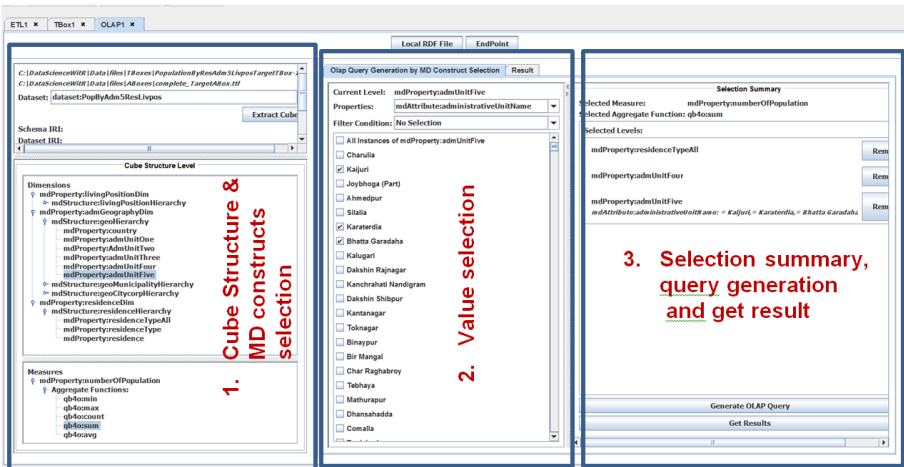 ETL1 × TBox1 × OLAP1 ×
Local RDF File EndPoint
C:\DataScienceWitR\Data\files\TBoxes\PopulationByResAdm5LivposTargetTBox-
C:\DataScienceWitR\Data\files\ABoxes\complete_TargetABox.ttl
Dataset: dataset:PopByAdm5ResLivpos
Extract Cube
Schema IRI:
Dataset IRI:
Cube Structure Level
Dimensions
mdProperty:livingPositionDim
mdStructure:livingPositionHierarchy
mdProperty:admGeographyDim
mdStructure:geoHierarchy
mdProperty:country
mdProperty:admUnitOne
mdProperty:AdmUnitTwo
mdProperty:admUnitThree
mdProperty:admUnitFour
mdProperty:admUnitFive
mdStructure:geoMunicipalityHierarchy
mdStructure:geoCitycorpHierarchy
mdProperty:residenceDim
mdStructure:residenceHierarchy
mdProperty:residenceTypeAll
mdProperty:residenceType
mdProperty:residence
Measures
mdProperty:numberOfPopulation
Aggregate Functions:
qb4o:min
qb4o:max
qb4o:count
qb4o:sum
qb4o:avg
1. Cube Structure &
MD constructs
selection
Olap Query Generation by MD Construct Selection Result
Current Level: mdProperty:admUnitFive
Properties: mdAttribute:administrativeUnitName
Filter Condition: No Selection
All Instances of mdProperty:admUnitFive
Charulia
Kaijuri
Joybhoga (Part)
Ahmedpur
Silalia
Karaterdia
Bhatta Garadaha
Kalugari
Dakshin Rajnagar
Kanchrahati Nandigram
Dakshin Shibpur
Kantanagar
Toknagar
Binaypur
Bir Mangal
Char Raghabroy
Tebhaya
Mathurapur
Dhansahadda
Comalla
2. Value selection
Selection Summary
Selected Measure: mdProperty:numberOfPopulation
Selected Aggregate Function: qb4o:sum
Selected Levels:
mdProperty:residenceTypeAll Rem
mdProperty:admUnitFour Rem
mdProperty:admUnitFive Rem
mdAttribute:administrativeUnitName: = Kaijuri,= Karaterdia,= Bhatta Garadaha
3. Selection summary,
query generation
and get result
Generate OLAP Query
Get Results